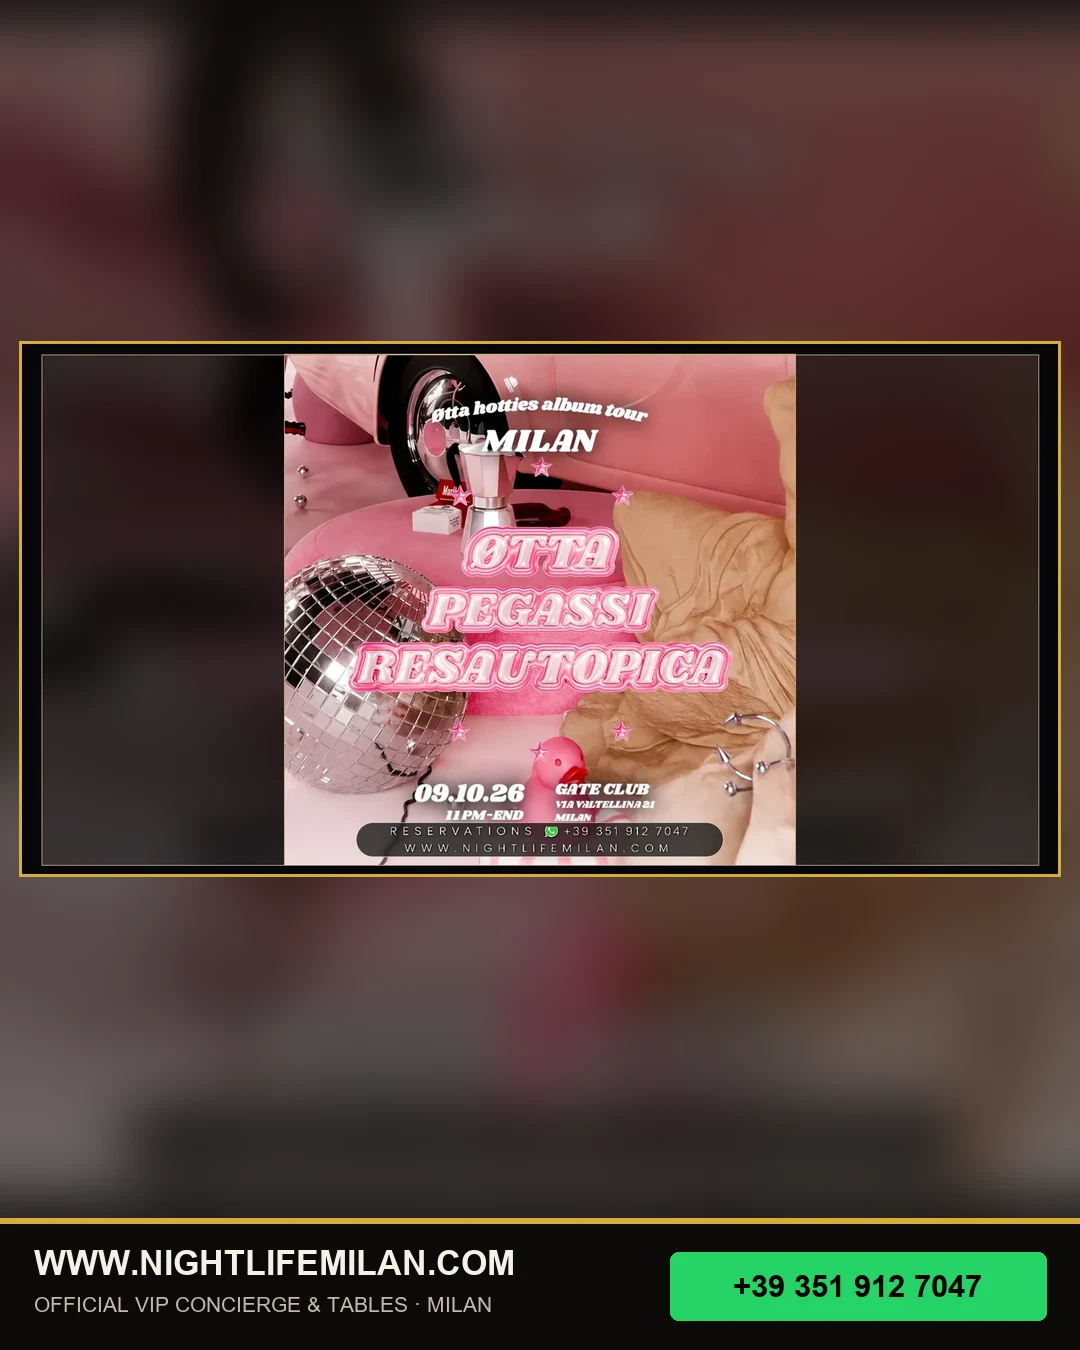 Øtta hotties album tour
MILAN
ØTTA
PEGASSI
RESAUTOPICA
09.10.26
11 PM-END
GATE CLUB
VIA VALTELLINA 21
MILAN
RESERVATIONS +39 351 912 7047
WWW.NIGHTLIFEMILAN.COM
WWW.NIGHTLIFEMILAN.COM
OFFICIAL VIP CONCIERGE & TABLES · MILAN
+39 351 912 7047